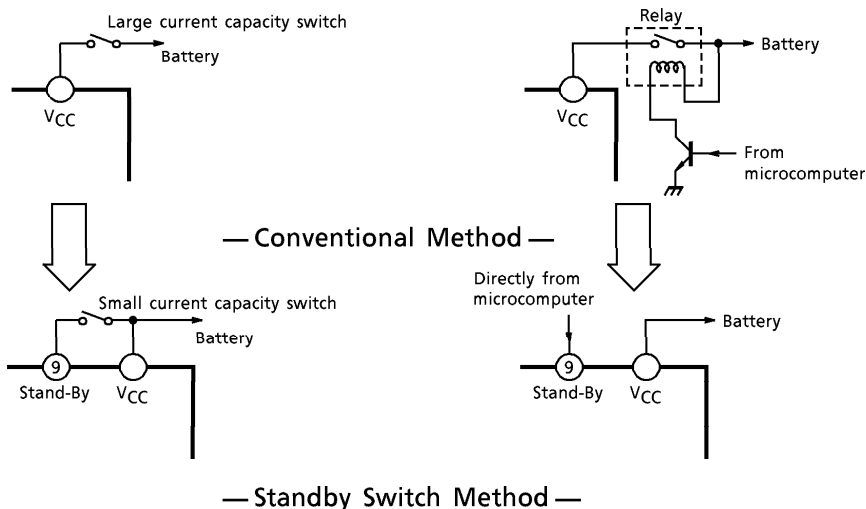 Large current capacity switch
Battery
VCC
Relay
Battery
VCC
From
microcomputer
— Conventional Method —
Small current capacity switch
Battery
9
Stand-By
VCC
Directly from
microcomputer
Battery
9
Stand-By
VCC
— Standby Switch Method —